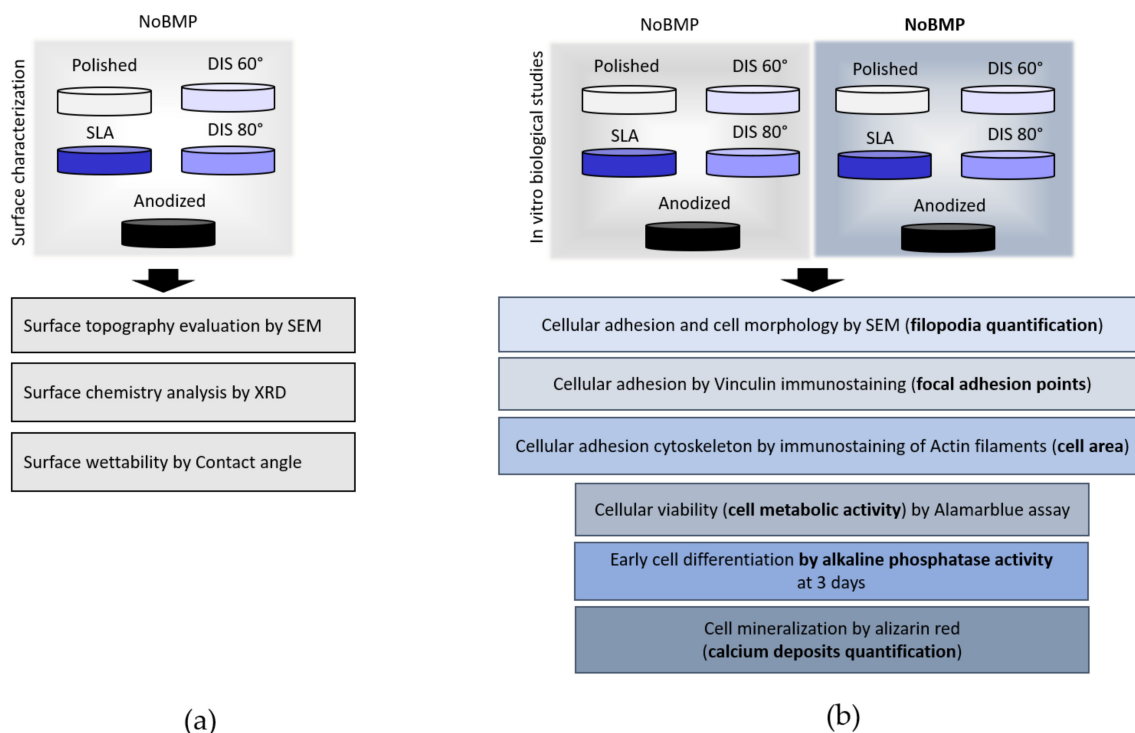 NoBMP
Surface characterization
Polished
DIS 60°
SLA
DIS 80°
Anodized
Surface topography evaluation by SEM
Surface chemistry analysis by XRD
Surface wettability by Contact angle
(a)
NoBMP
NoBMP
In vitro biological studies
Polished
DIS 60°
Polished
DIS 60°
SLA
DIS 80°
SLA
DIS 80°
Anodized
Anodized
Cellular adhesion and cell morphology by SEM (filopodia quantification)
Cellular adhesion by Vinculin immunostaining (focal adhesion points)
Cellular adhesion cytoskeleton by immunostaining of Actin filaments (cell area)
Cellular viability (cell metabolic activity) by Alamarblue assay
Early cell differentiation by alkaline phosphatase activity
at 3 days
Cell mineralization by alizarin red
(calcium deposits quantification)
(b)